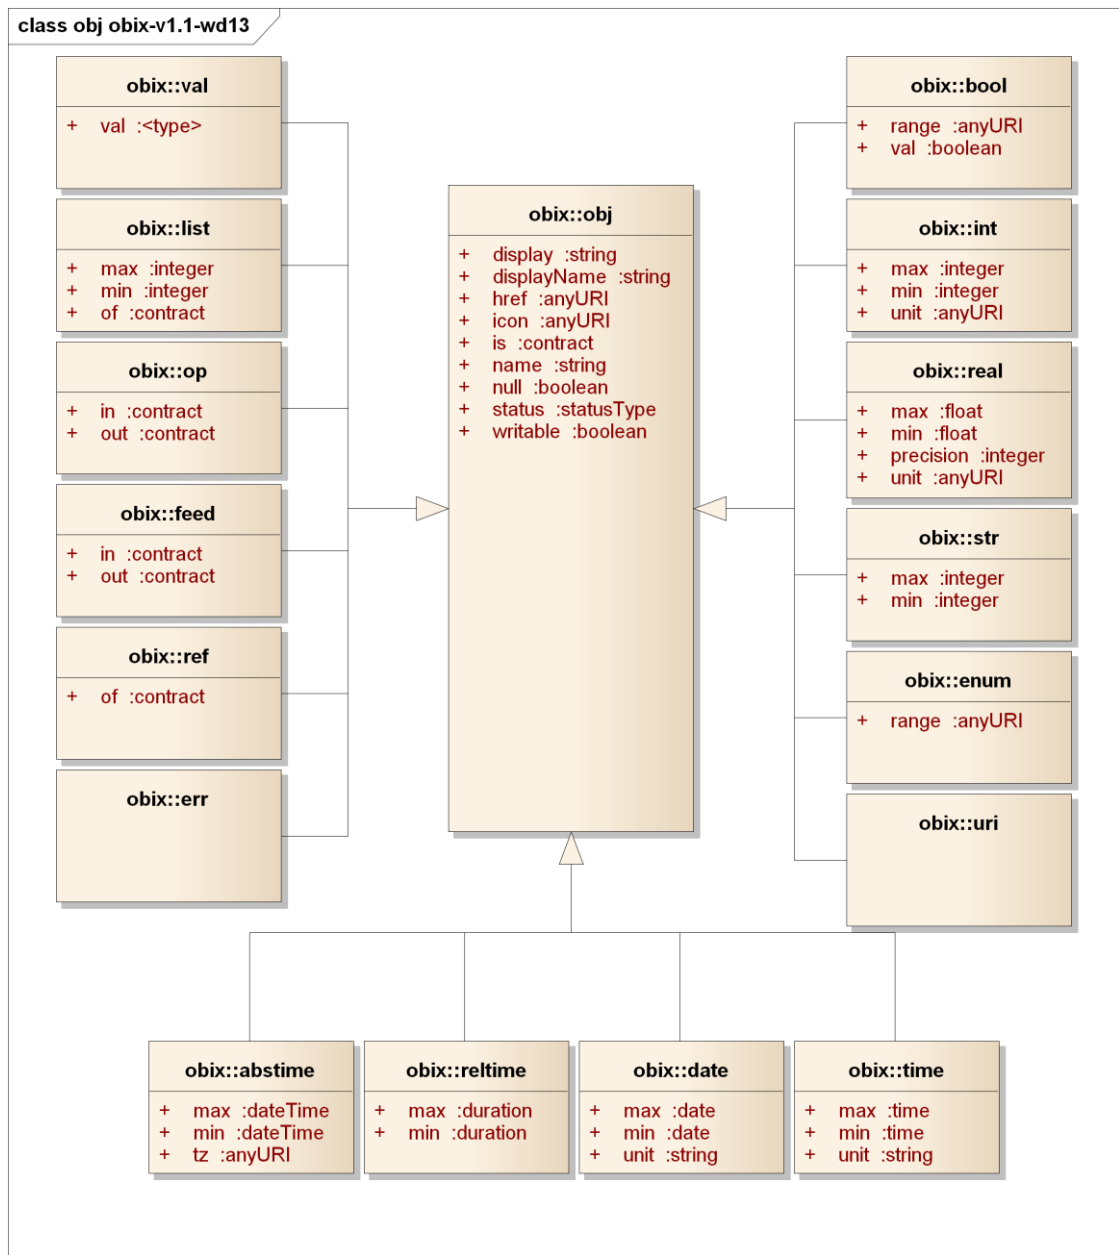 class obj obix-v1.1-wd13
obix::val
+ val :<type>
obix::list
+ max :integer
+ min :integer
+ of :contract
obix::op
+ in :contract
+ out :contract
obix::feed
+ in :contract
+ out :contract
obix::ref
+ of :contract
obix::err
obix::obj
+ display :string
+ displayName :string
+ href :anyURI
+ icon :anyURI
+ is :contract
+ name :string
+ null :boolean
+ status :statusType
+ writable :boolean
obix::bool
+ range :anyURI
+ val :boolean
obix::int
+ max :integer
+ min :integer
+ unit :anyURI
obix::real
+ max :float
+ min :float
+ precision :integer
+ unit :anyURI
obix::str
+ max :integer
+ min :integer
obix::enum
+ range :anyURI
obix::uri
obix::abstime
+ max :dateTime
+ min :dateTime
+ tz :anyURI
obix::reltime
+ max :duration
+ min :duration
obix::date
+ max :date
+ min :date
+ unit :string
obix::time
+ max :time
+ min :time
+ unit :string